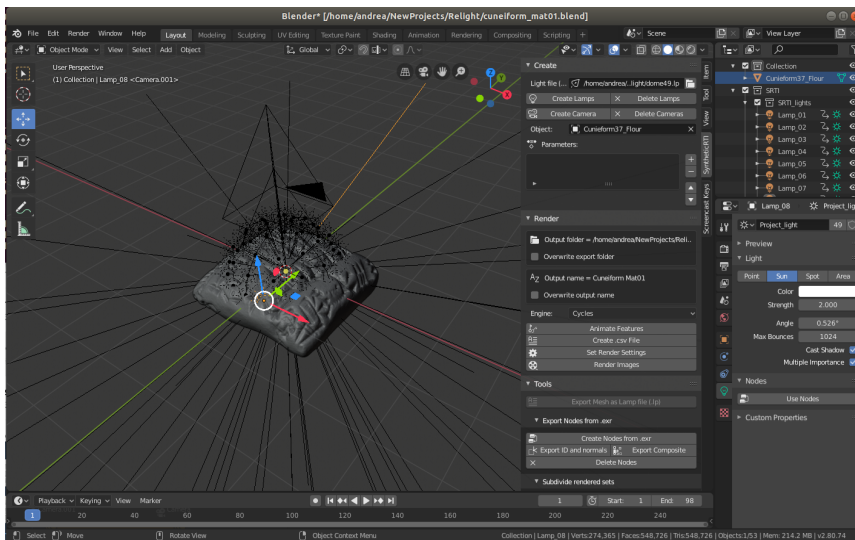 Blender* [/home/andrea/NewProjects/Relight/cuneiform_mat01.blend]
File Edit Render Window Help Layout Modeling Sculpting UV Editing Texture Paint Shading Animation Rendering Compositing Scripting + Scene View Layer
Object Mode View Select Add Object Global
User Perspective
(1) Collection | Lamp_08 <Camera.001>
Create
Light file (... /home/andrea/...light/dome49.lp
Create Lamps Delete Lamps
Create Camera Delete Cameras
Object: Cuneiform37_Flour
Parameters:
Render
Output folder = /home/andrea/NewProjects/Reli...
Overwrite export folder
Output name = Cuneiform Mat01
Overwrite output name
Engine: Cycles
Animate Features
Create .csv File
Set Render Settings
Render Images
Tools
Export Mesh as Lamp file (.lp)
Export Nodes from .exr
Create Nodes from .exr
Export ID and normals Export Composite
Delete Nodes
Subdivide rendered sets
Item
Tool
View
SyntheticRTI
Screencast Keys
Collection
Cuneiform37_Flour
SRTI
SRTI_lights
Lamp_01
Lamp_02
Lamp_03
Lamp_04
Lamp_05
Lamp_06
Lamp_07
Lamp_08 Project_lig
Project_light 49
Preview
Light
Point Sun Spot Area
Color
Strength 2.000
Angle 0.526°
Max Bounces 1024
Cast Shadow
Multiple Importance
Nodes
Use Nodes
Custom Properties
Playback Keying View Marker 1 Start: 1 End: 98
1 20 40 60 80 100 120 140 160 180 200 220 240
Select Move Rotate View Object Context Menu Collection | Lamp_08 | Verts:274,365 | Faces:548,726 | Tris:548,726 | Objects:1/53 | Mem: 214.2 MB | v2.80.74